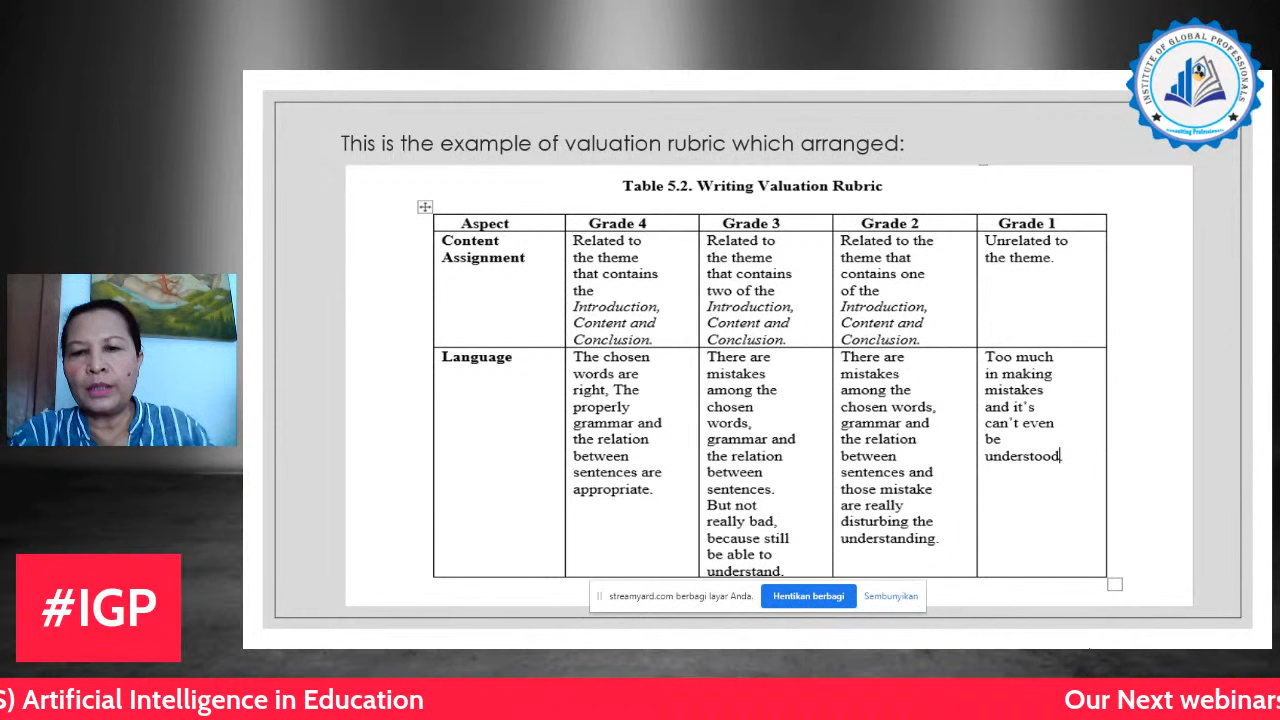 INSTITUTE OF GLOBAL PROFESSIONALS
This is the example of valuation rubric which arranged:
Table 5.2. Writing Valuation Rubric
Aspect
Grade 4
Grade 3
Grade 2
Grade 1
Content
Assignment
Related to
the theme
that contains
the
Introduction,
Content and
Conclusion.
Related to
the theme
that contains
two of the
Introduction,
Content and
Conclusion.
Related to the
theme that
contains one
of the
Introduction,
Content and
Conclusion.
Unrelated to
the theme.
Language
The chosen
words are
right, The
properly
grammar and
the relation
between
sentences are
appropriate.
There are
mistakes
among the
chosen
words,
grammar and
the relation
between
sentences.
But not
really bad,
because still
be able to
understand.
There are
mistakes
among the
chosen words,
grammar and
the relation
between
sentences and
those mistake
are really
disturbing the
understanding.
Too much
in making
mistakes
and it's
can't even
be
understood.
streamyard.com berbagi layar Anda.
Hentikan berbagi
Sembunyikan
#IGP
S) Artificial Intelligence in Education
Our Next webinars